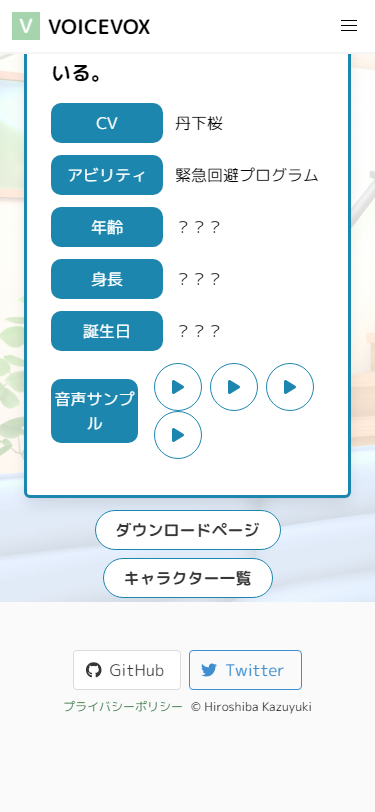 V VOICEVOX
いる。
CV 丹下桜
アビリティ 緊急回避プログラム
年齢 ？？？
身長 ？？？
誕生日 ？？？
音声サンプ
ル
ダウンロードページ
キャラクター一覧
GitHub Twitter
プライバシーポリシー © Hiroshiba Kazuyuki